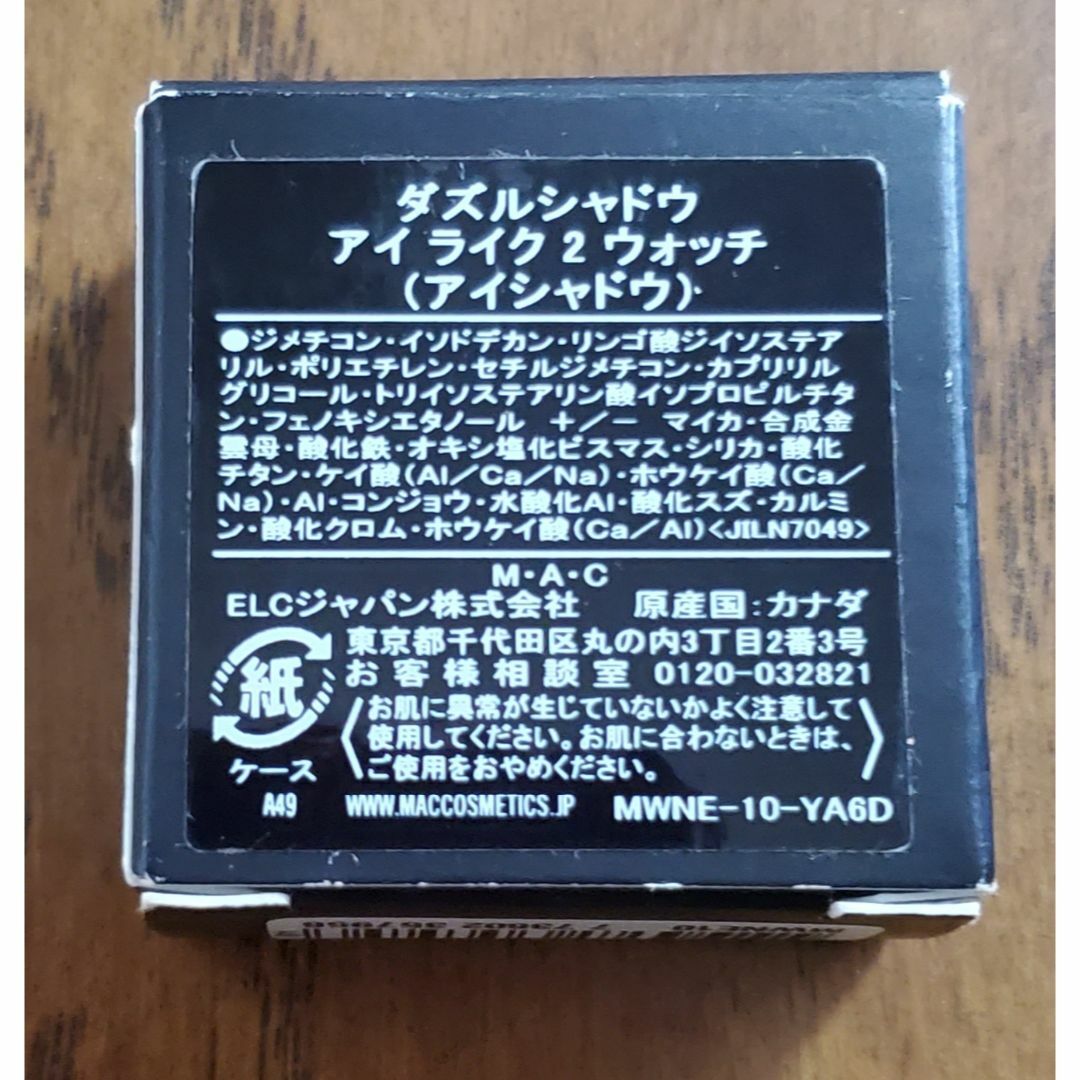 ダズルシャドウ
アイ ライク 2 ウォッチ
(アイシャドウ)
●ジメチコン・イソドデカン・リンゴ酸ジイソステア
リル・ポリエチレン・セチルジメチコン・カプリリル
グリコール・トリイソステアリン酸イソプロピルチタ
ン・フェノキシエタノール +/− マイカ・合成金
雲母・酸化鉄・オキシ塩化ビスマス・シリカ・酸化
チタン・ケイ酸(Al/Ca/Na)・ホウケイ酸(Ca/
Na)・Al・コンジョウ・水酸化Al・酸化スズ・カルミ
ン・酸化クロム・ホウケイ酸(Ca/Al)<JILN7049>
M・A・C
ELCジャパン株式会社 原産国:カナダ
東京都千代田区丸の内3丁目2番3号
お客様相談室 0120-032821
紙
ケース
〈お肌に異常が生じていないかよく注意して
使用してください。お肌に合わないときは、
ご使用をおやめください。〉
A49 WWW.MACCOSMETICS.JP MWNE-10-YA6D